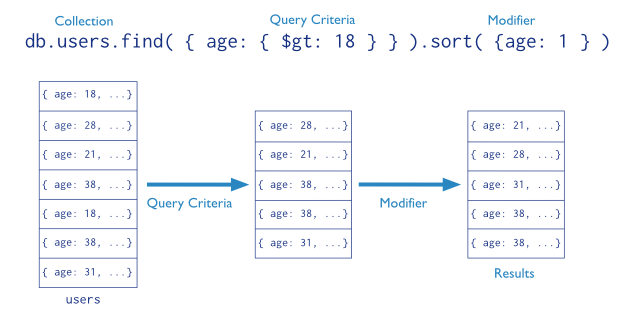 Collection Query Criteria Modifier
db.users.find( { age: { $gt: 18 } } ).sort( {age: 1 } )
{ age: 18, ...}
{ age: 28, ...}
{ age: 21, ...}
{ age: 38, ...}
{ age: 18, ...}
{ age: 38, ...}
{ age: 31, ...}
users
Query Criteria
{ age: 28, ...}
{ age: 21, ...}
{ age: 38, ...}
{ age: 38, ...}
{ age: 31, ...}
Modifier
{ age: 21, ...}
{ age: 28, ...}
{ age: 31, ...}
{ age: 38, ...}
{ age: 38, ...}
Results